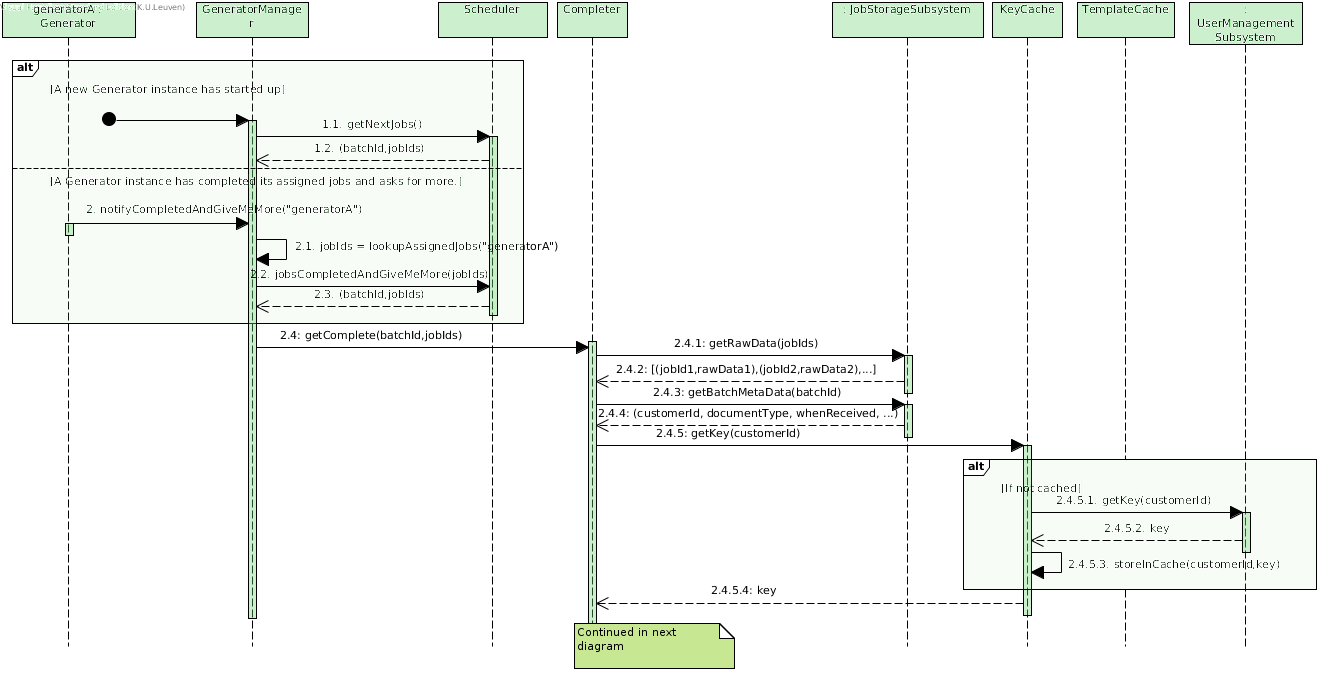 K.U.Leuven)
generatorA :
Generator
GeneratorManage
r
Scheduler
Completer
: JobStorageSubsystem
KeyCache
TemplateCache
:
UserManagement
Subsystem
alt
[A new Generator instance has started up]
1.1. getNextJobs()
1.2. (batchId,jobIds)
[A Generator instance has completed its assigned jobs and asks for more.]
2. notifyCompletedAndGiveMeMore("generatorA")
2.1. jobIds = lookupAssignedJobs("generatorA")
2.2. jobsCompletedAndGiveMeMore(jobIds)
2.3. (batchId,jobIds)
2.4: getComplete(batchId,jobIds)
2.4.1: getRawData(jobIds)
2.4.2: [(jobId1,rawData1),(jobId2,rawData2),...]
2.4.3: getBatchMetaData(batchId)
2.4.4: (customerId, documentType, whenReceived, ...)
2.4.5: getKey(customerId)
alt
[If not cached]
2.4.5.1. getKey(customerId)
2.4.5.2. key
2.4.5.3. storeInCache(customerId,key)
2.4.5.4: key
Continued in next
diagram